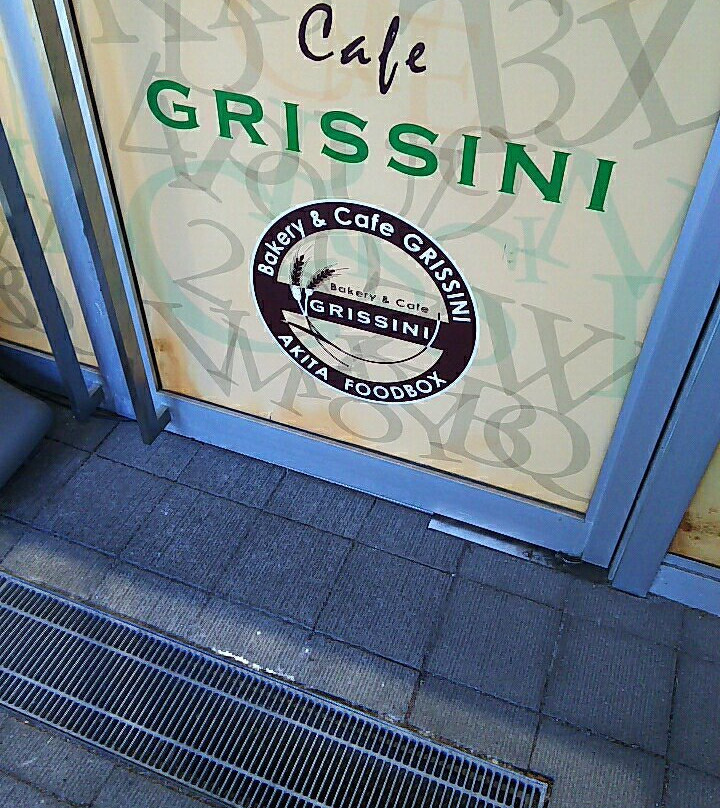 Cafe
GRISSINI
Bakery & Cafe GRISSINI
Bakery & Cafe
GRISSINI
AKITA FOODBOX